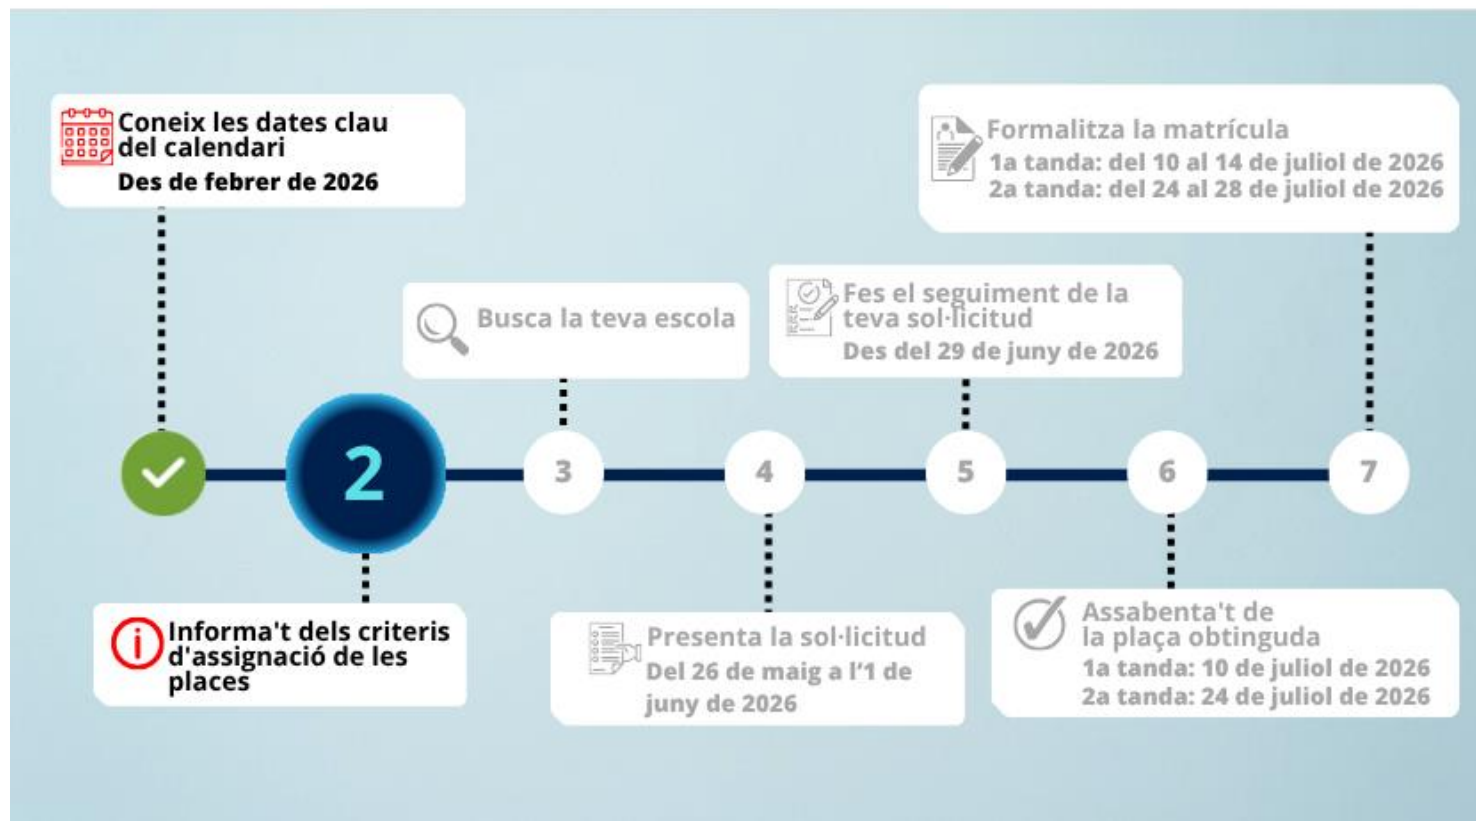 Coneix les dates clau
del calendari
Des de febrer de 2026
2
Informa't dels criteris
d'assignació de les
places
3
Busca la teva escola
4
Presenta la sol·licitud
Del 26 de maig a l'1 de
juny de 2026
5
Fes el seguiment de la
teva sol·licitud
Des del 29 de juny de 2026
6
Assabenta't de
la plaça obtinguda
1a tanda: 10 de juliol de 2026
2a tanda: 24 de juliol de 2026
7
Formalitza la matrícula
1a tanda: del 10 al 14 de juliol de 2026
2a tanda: del 24 al 28 de juliol de 2026